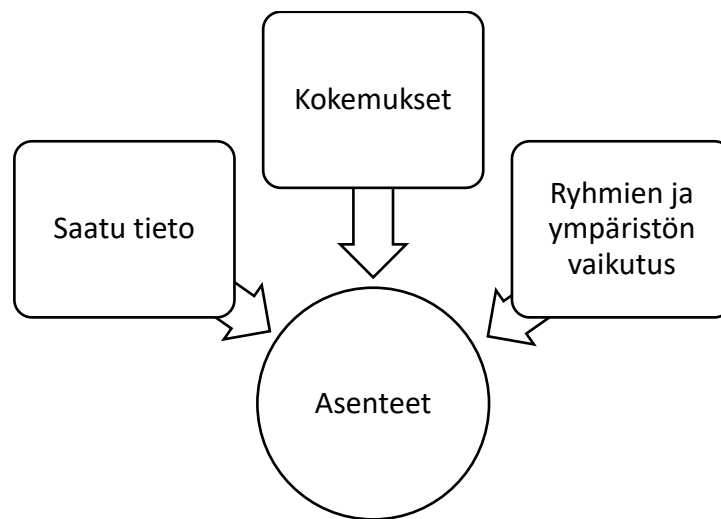 Kokemukset
Saatu tieto
Ryhmien ja
ympäristön
vaikutus
Asenteet